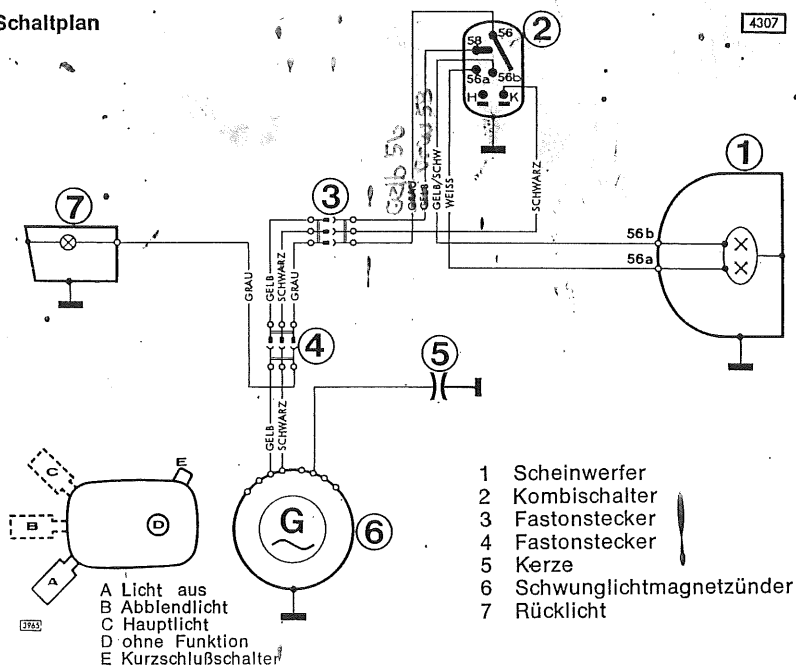 Schaltplan
4307
2
56
58
56a
56b
H
K
1
3
7
Gelb 56
GRAU
GELB
GELB/SCHW
WEISS
SCHWARZ
56b
56a
GRAU
GELB
SCHWARZ
GRAU
4
5
GELB
SCHWARZ
G
6
C
E
B
D
A
1 Scheinwerfer
2 Kombischalter
3 Fastonstecker
4 Fastonstecker
5 Kerze
6 Schwunglichtmagnetzünder
7 Rücklicht
A Licht aus
B Abblendlicht
C Hauptlicht
D ohne Funktion
E Kurzschlußschalter
3965